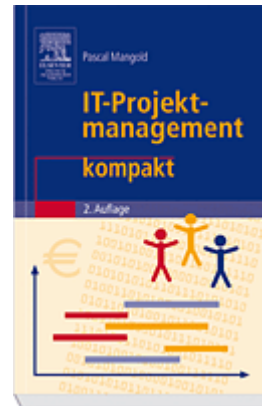 Pascal Mangold
IT-Projekt-
management
kompakt
2. Auflage
€